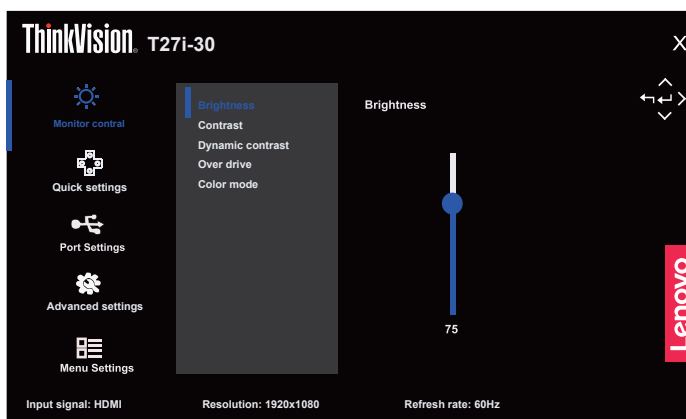 ThinkVision. T27i-30
X
Monitor contral
Quick settings
Port Settings
Advanced settings
Menu Settings
Brightness
Contrast
Dynamic contrast
Over drive
Color mode
Brightness
75
Lenovo
Input signal: HDMI
Resolution: 1920x1080
Refresh rate: 60Hz